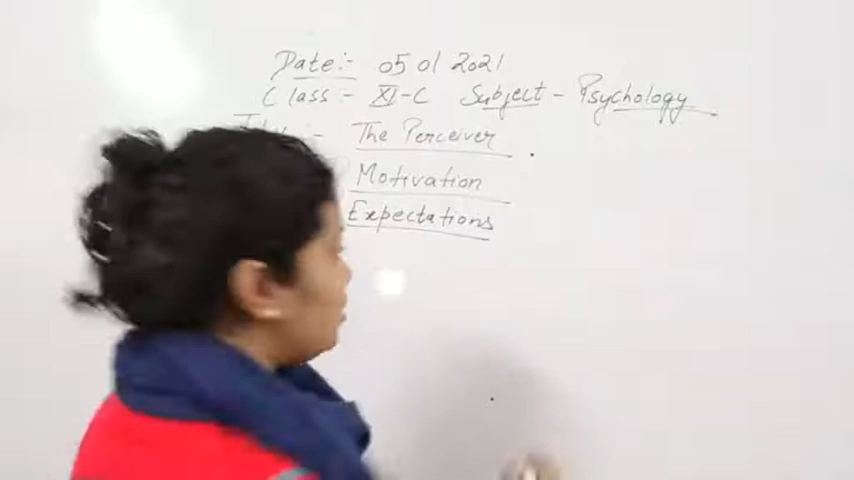 Date:- 05 01 2021
Class:- XI-C Subject - Psychology
:- The Perceiver
Motivation
Expectations